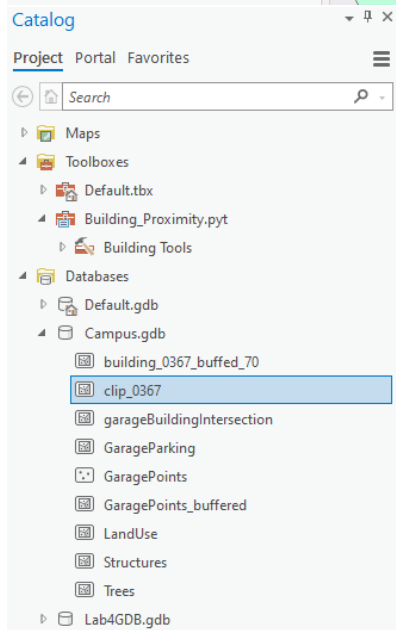 Catalog
Project Portal Favorites
Search
Maps
Toolboxes
Default.tbx
Building_Proximity.pyt
Building Tools
Databases
Default.gdb
Campus.gdb
building_0367_buffed_70
clip_0367
garageBuildingIntersection
GarageParking
GaragePoints
GaragePoints_buffered
LandUse
Structures
Trees
Lab4GDB.gdb